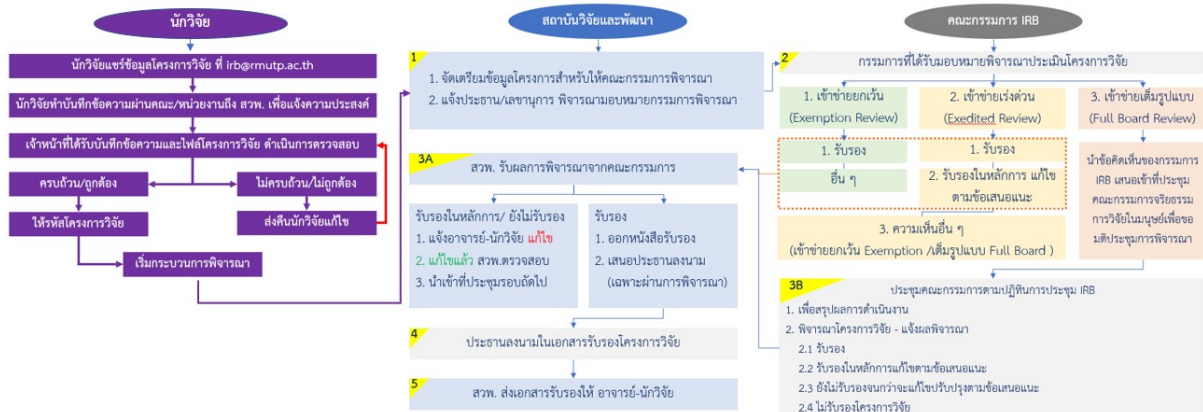 นักวิจัย
นักวิจัยแชร์ข้อมูลโครงการวิจัย ที่ irb@rmutp.ac.th
นักวิจัยทำบันทึกข้อความผ่านคณะ/หน่วยงานถึง สวพ. เพื่อแจ้งความประสงค์
เจ้าหน้าที่ได้รับบันทึกข้อความและไฟล์โครงการวิจัย ดำเนินการตรวจสอบ
ครบถ้วน/ถูกต้อง
ไม่ครบถ้วน/ไม่ถูกต้อง
ให้รหัสโครงการวิจัย
ส่งคืนนักวิจัยแก้ไข
เริ่มกระบวนการพิจารณา
สถาบันวิจัยและพัฒนา
1
1. จัดเตรียมข้อมูลโครงการสำหรับให้คณะกรรมการพิจารณา
2. แจ้งประธาน/เลขานุการ พิจารณามอบหมายกรรมการพิจารณา
คณะกรรมการ IRB
2
กรรมการที่ได้รับมอบหมายพิจารณาประเมินโครงการวิจัย
1. เข้าข่ายยกเว้น
(Exemption Review)
1. รับรอง
อื่น ๆ
2. เข้าข่ายเร่งด่วน
(Exedited Review)
1. รับรอง
2. รับรองในหลักการ แก้ไข
ตามข้อเสนอแนะ
3. ความเห็นอื่น ๆ
(เข้าข่ายยกเว้น Exemption /เต็มรูปแบบ Full Board )
3. เข้าข่ายเต็มรูปแบบ
(Full Board Review)
นำข้อคิดเห็นของกรรมการ
IRB เสนอเข้าที่ประชุม
คณะกรรมการจริยธรรม
การวิจัยในมนุษย์เพื่อขอ
มติประชุมการพิจารณา
3A
สวพ. รับผลการพิจารณาจากคณะกรรมการ
รับรองในหลักการ/ ยังไม่รับรอง
1. แจ้งอาจารย์-นักวิจัย แก้ไข
2. แก้ไขแล้ว สวพ.ตรวจสอบ
3. นำเข้าที่ประชุมรอบถัดไป
รับรอง
1. ออกหนังสือรับรอง
2. เสนอประธานลงนาม
(เฉพาะผ่านการพิจารณา)
3B
ประชุมคณะกรรมการตามปฏิทินการประชุม IRB
1. เพื่อสรุปผลการดำเนินงาน
2. พิจารณาโครงการวิจัย - แจ้งผลพิจารณา
2.1 รับรอง
2.2 รับรองในหลักการแก้ไขตามข้อเสนอแนะ
2.3 ยังไม่รับรองจนกว่าจะแก้ไขปรับปรุงตามข้อเสนอแนะ
2.4 ไม่รับรองโครงการวิจัย
4
ประธานลงนามในเอกสารรับรองโครงการวิจัย
5
สวพ. ส่งเอกสารรับรองให้ อาจารย์-นักวิจัย